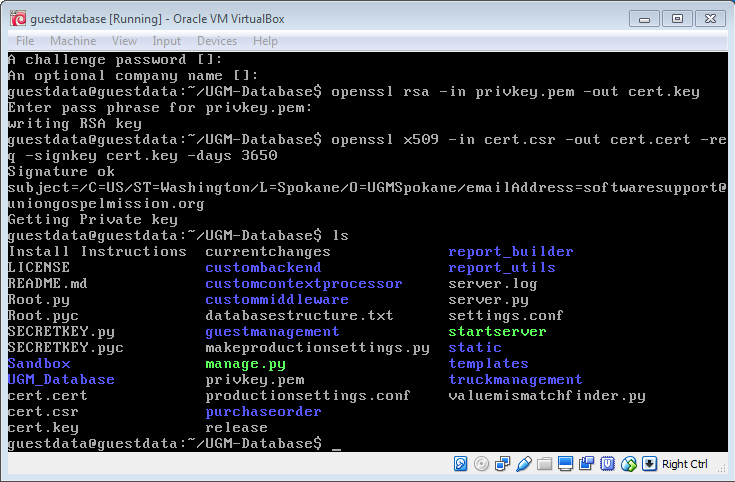 guestdatabase [Running] - Oracle VM VirtualBox
File Machine View Input Devices Help
A challenge password []:
An optional company name []:
guestdata@guestdata:~/UGM-Database$ openssl rsa -in privkey.pem -out cert.key
Enter pass phrase for privkey.pem:
writing RSA key
guestdata@guestdata:~/UGM-Database$ openssl x509 -in cert.csr -out cert.cert -re
q -signkey cert.key -days 3650
Signature ok
subject=/C=US/ST=Washington/L=Spokane/O=UGMSpokane/emailAddress=softwaresupport@
uniongospelmission.org
Getting Private key
guestdata@guestdata:~/UGM-Database$ ls
Install Instructions currentchanges report_builder
LICENSE custombackend report_utils
README.md customcontextprocessor server.log
Root.py custommiddleware server.py
Root.pyc databasestructure.txt settings.conf
SECRETKEY.py guestmanagement startserver
SECRETKEY.pyc makeproductionsettings.py static
Sandbox manage.py templates
UGM_Database privkey.pem truckmanagement
cert.cert productionsettings.conf valuemismatchfinder.py
cert.csr purchaseorder
cert.key release
guestdata@guestdata:~/UGM-Database$ _
Right Ctrl